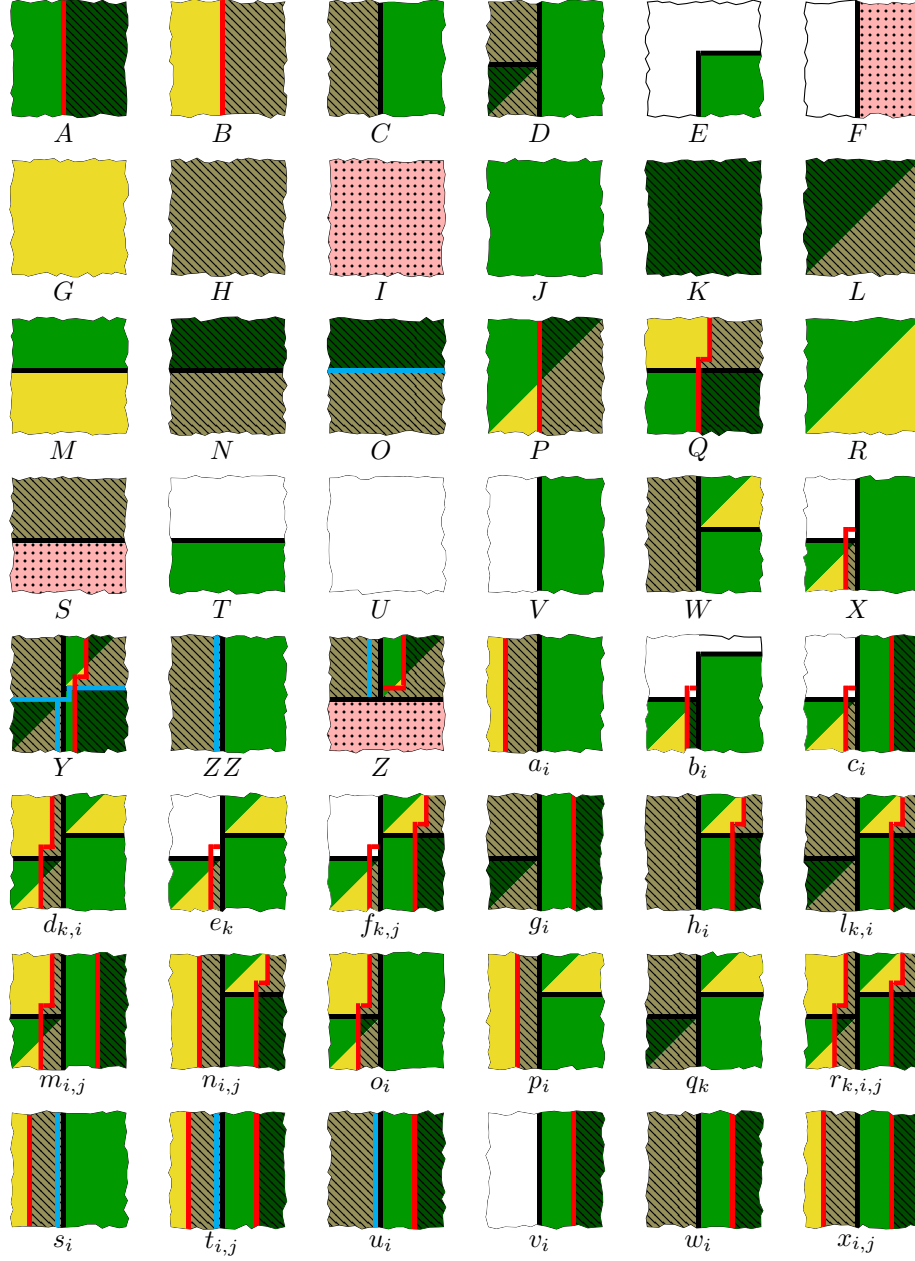 A B C D E F
G H I J K L
M N O P Q R
S T U V W X
Y ZZ Z a_i b_i c_i
d_{k,i} e_k f_{k,j} g_i h_i l_{k,i}
m_{i,j} n_{i,j} o_i p_i q_k r_{k,i,j}
s_i t_{i,j} u_i v_i w_i x_{i,j}